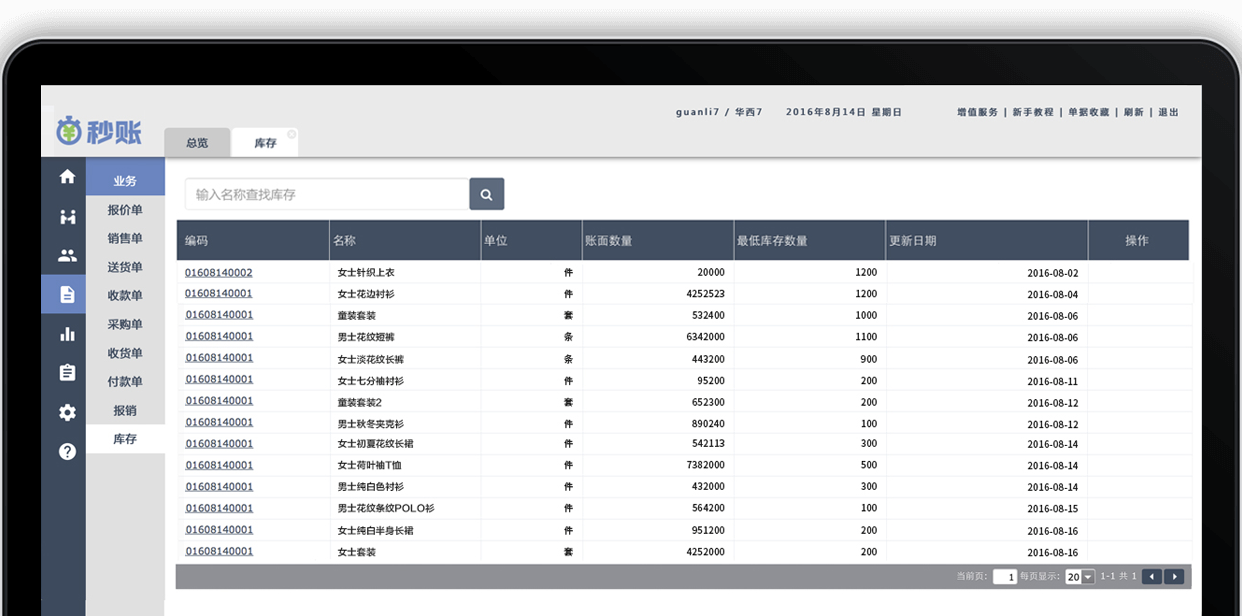 guanli7 / 华西7 2016年8月14日 星期日 增值服务 | 新手教程 | 单据收藏 | 刷新 | 退出
秒账 总览 库存
业务
报价单
销售单
送货单
收款单
采购单
收货单
付款单
报销
库存
输入名称查找库存
编码 名称 单位 账面数量 最低库存数量 更新日期 操作
01608140002 女士针织上衣 件 20000 1200 2016-08-02
01608140001 女士花边衬衫 件 4252523 1200 2016-08-04
01608140001 童装套装 套 532400 1000 2016-08-06
01608140001 男士花纹短裤 条 6342000 1100 2016-08-06
01608140001 女士淡花纹长裤 条 443200 900 2016-08-06
01608140001 女士七分袖衬衫 件 95200 200 2016-08-11
01608140001 童装套装2 套 652300 200 2016-08-12
01608140001 男士秋冬夹克衫 件 890240 100 2016-08-12
01608140001 女士初夏花纹长裙 件 542113 300 2016-08-14
01608140001 女士荷叶袖T恤 件 7382000 500 2016-08-14
01608140001 男士纯白色衬衫 件 432000 300 2016-08-14
01608140001 男士花纹条纹POLO衫 件 564200 100 2016-08-15
01608140001 女士纯白半身长裙 件 951200 200 2016-08-16
01608140001 女士套装 套 4252000 200 2016-08-16
当前页: 1 每页显示: 20 1-1 共 1